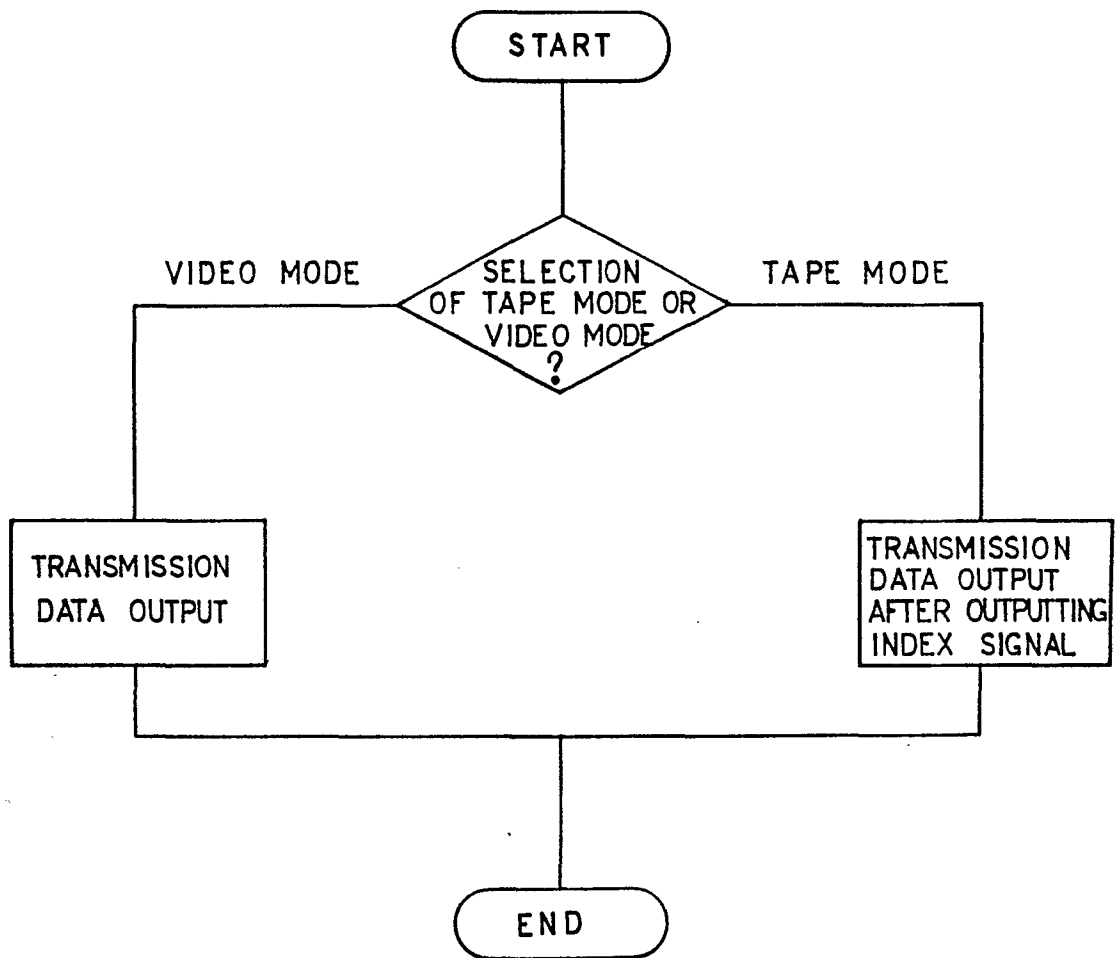 START
VIDEO MODE
SELECTION
OF TAPE MODE OR
VIDEO MODE
?
TAPE MODE
TRANSMISSION
DATA OUTPUT
TRANSMISSION
DATA OUTPUT
AFTER OUTPUTTING
INDEX SIGNAL
END